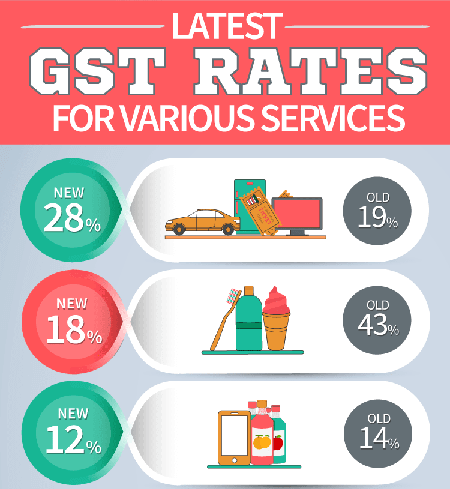 LATEST
GST RATES
FOR VARIOUS SERVICES
NEW
28%
OLD
19%
NEW
18%
OLD
43%
NEW
12%
OLD
14%